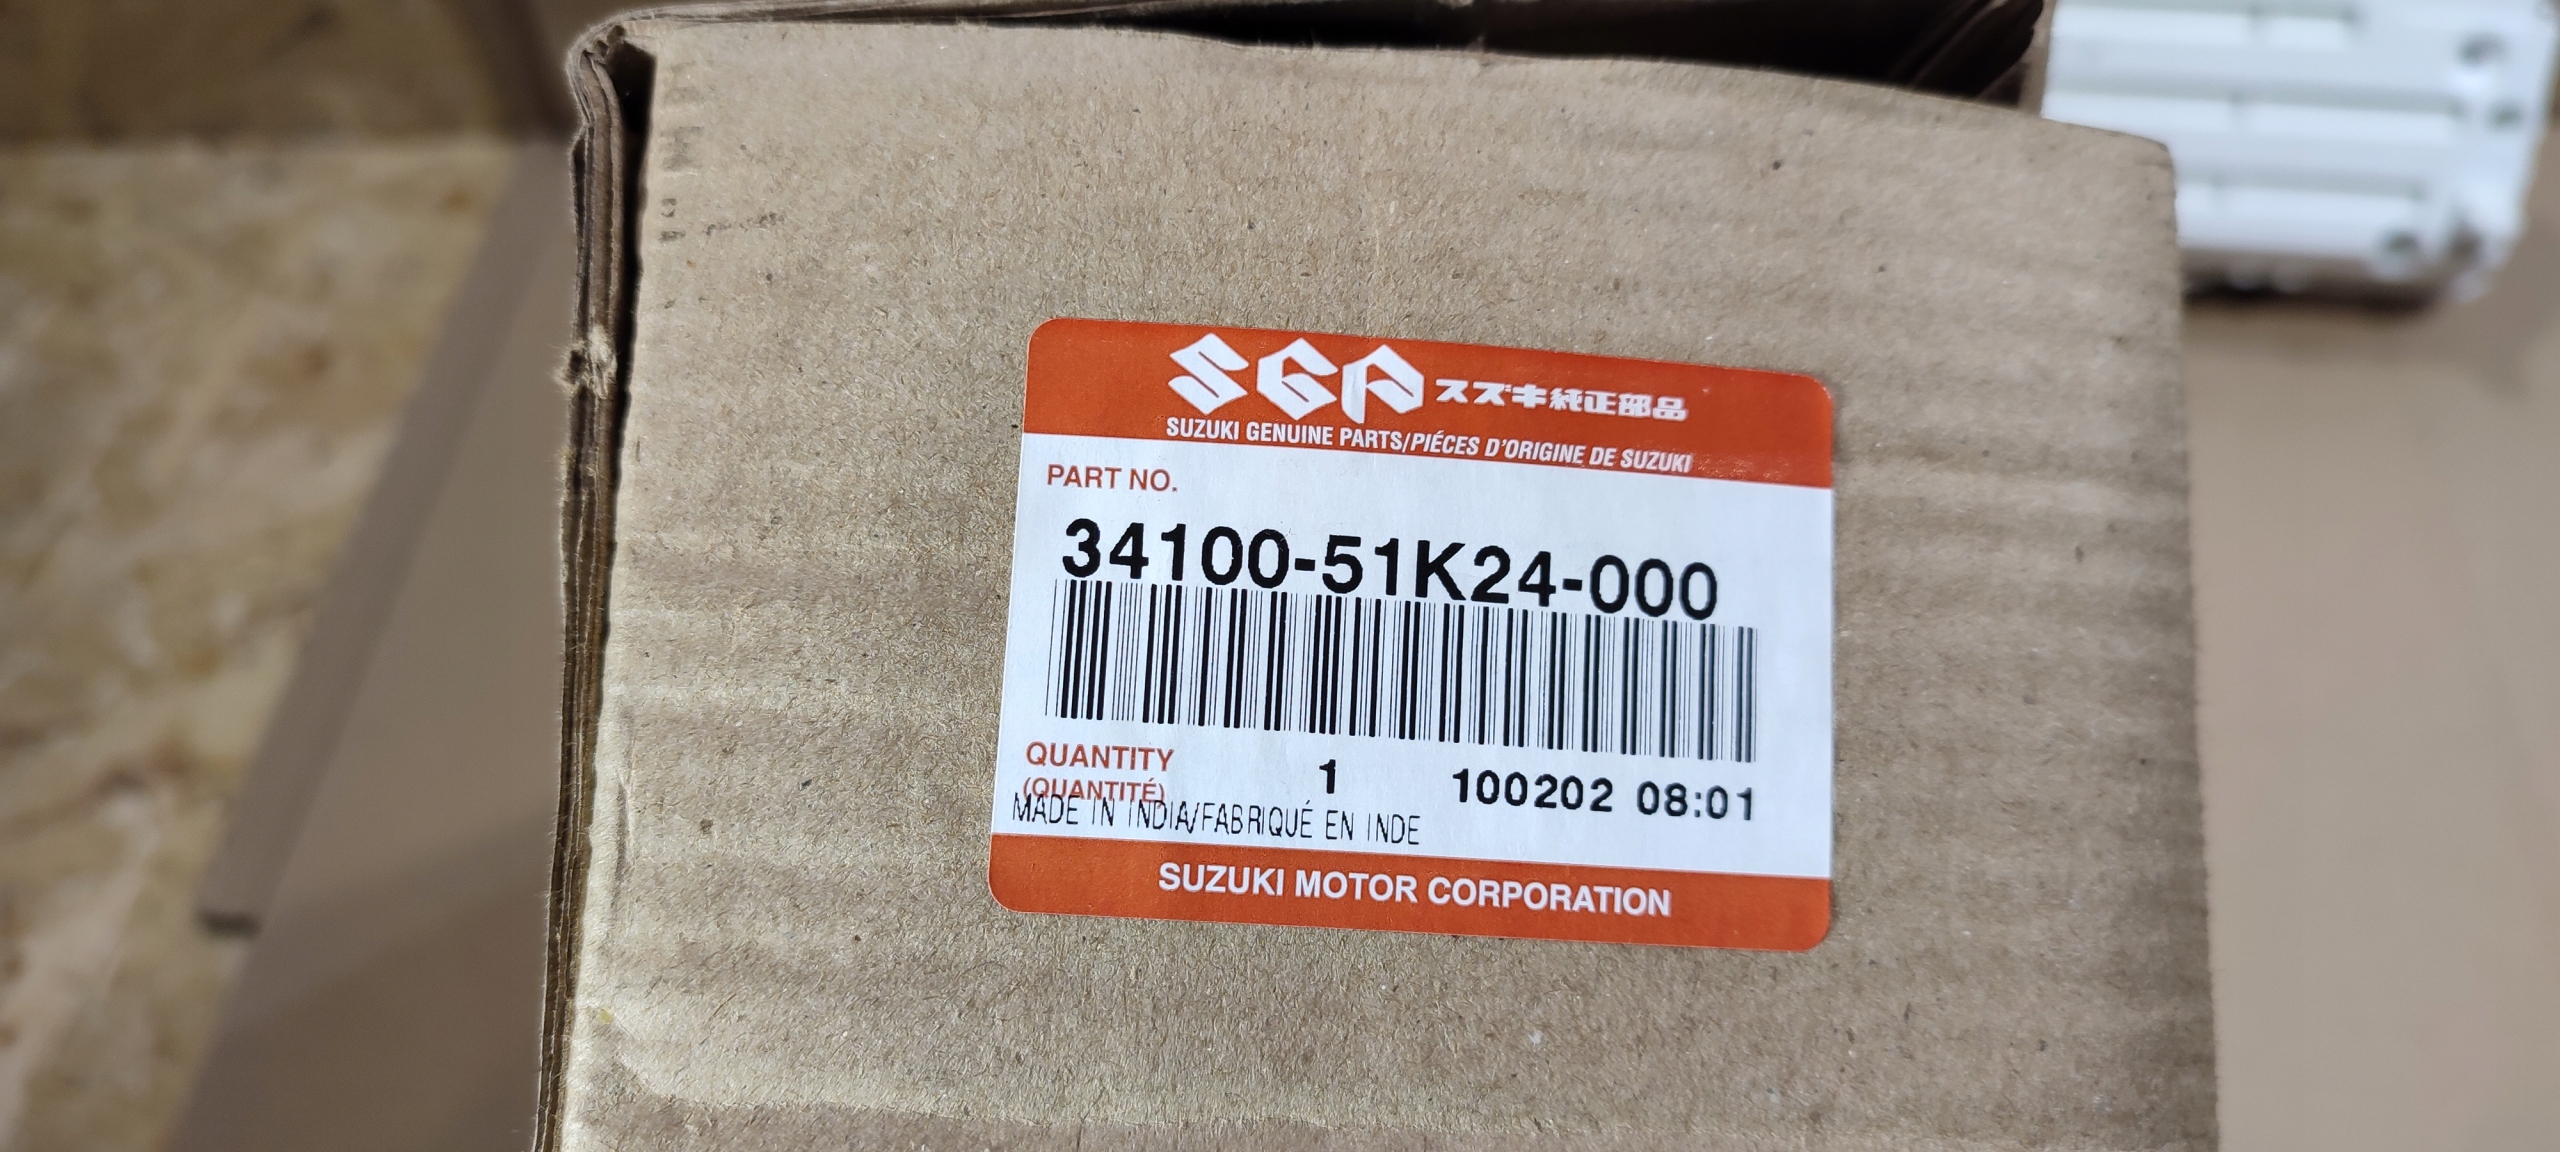 SGP スズキ純正部品
SUZUKI GENUINE PARTS/PIÉCES D'ORIGINE DE SUZUKI
PART NO.
34100-51K24-000
QUANTITY 1 100202 08:01
(QUANTITÉ)
MADE IN INDIA/FABRIQUÉ EN INDE
SUZUKI MOTOR CORPORATION